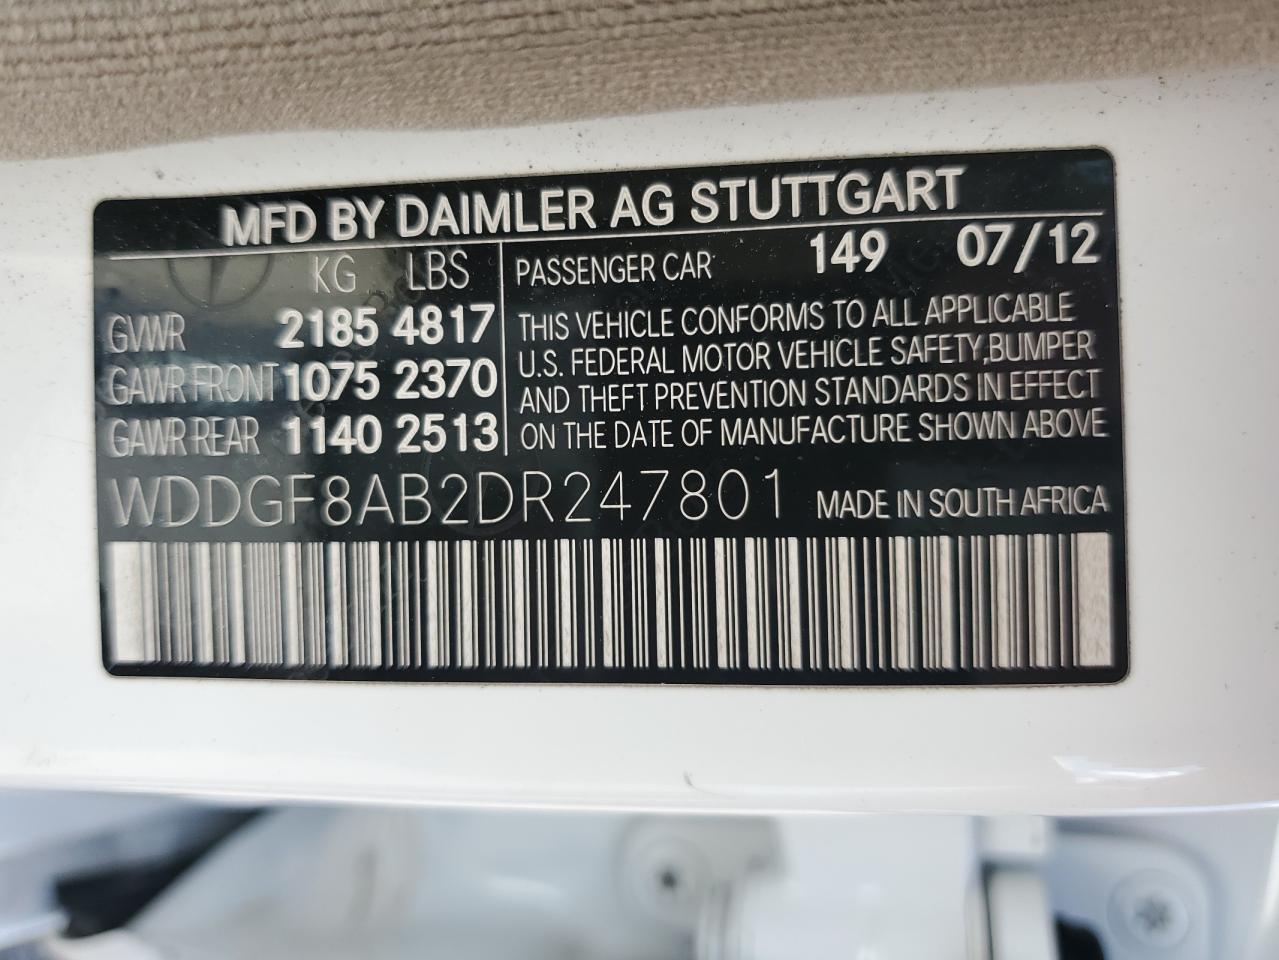 MFD BY DAIMLER AG STUTTGART
KG LBS
GVWR 2185 4817
GAWR FRONT 1075 2370
GAWR REAR 1140 2513
PASSENGER CAR 149 07/12
THIS VEHICLE CONFORMS TO ALL APPLICABLE
U.S. FEDERAL MOTOR VEHICLE SAFETY,BUMPER
AND THEFT PREVENTION STANDARDS IN EFFECT
ON THE DATE OF MANUFACTURE SHOWN ABOVE
WDDGF8AB2DR247801 MADE IN SOUTH AFRICA